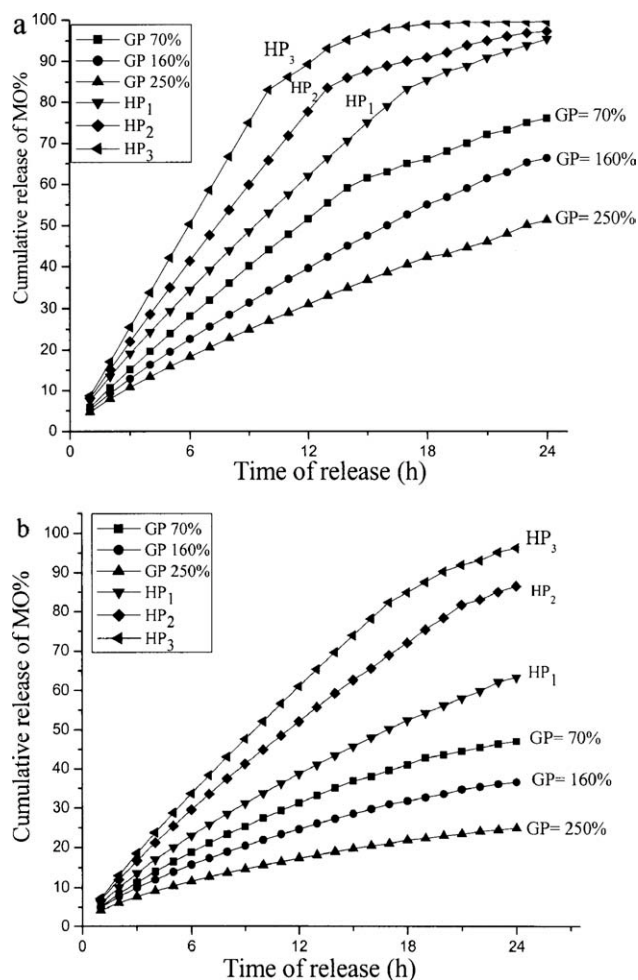 a
Cumulative release of MO%
100
90
80
70
60
50
40
30
20
10
0
GP 70%
GP 160%
GP 250%
HP₁
HP₂
HP₃
HP₃
HP₂
HP₁
GP= 70%
GP= 160%
GP= 250%
0 6 12 18 24
Time of release (h)
b
Cumulative release of MO%
100
90
80
70
60
50
40
30
20
10
0
GP 70%
GP 160%
GP 250%
HP₁
HP₂
HP₃
HP₃
HP₂
HP₁
GP= 70%
GP= 160%
GP= 250%
0 6 12 18 24
Time of release (h)